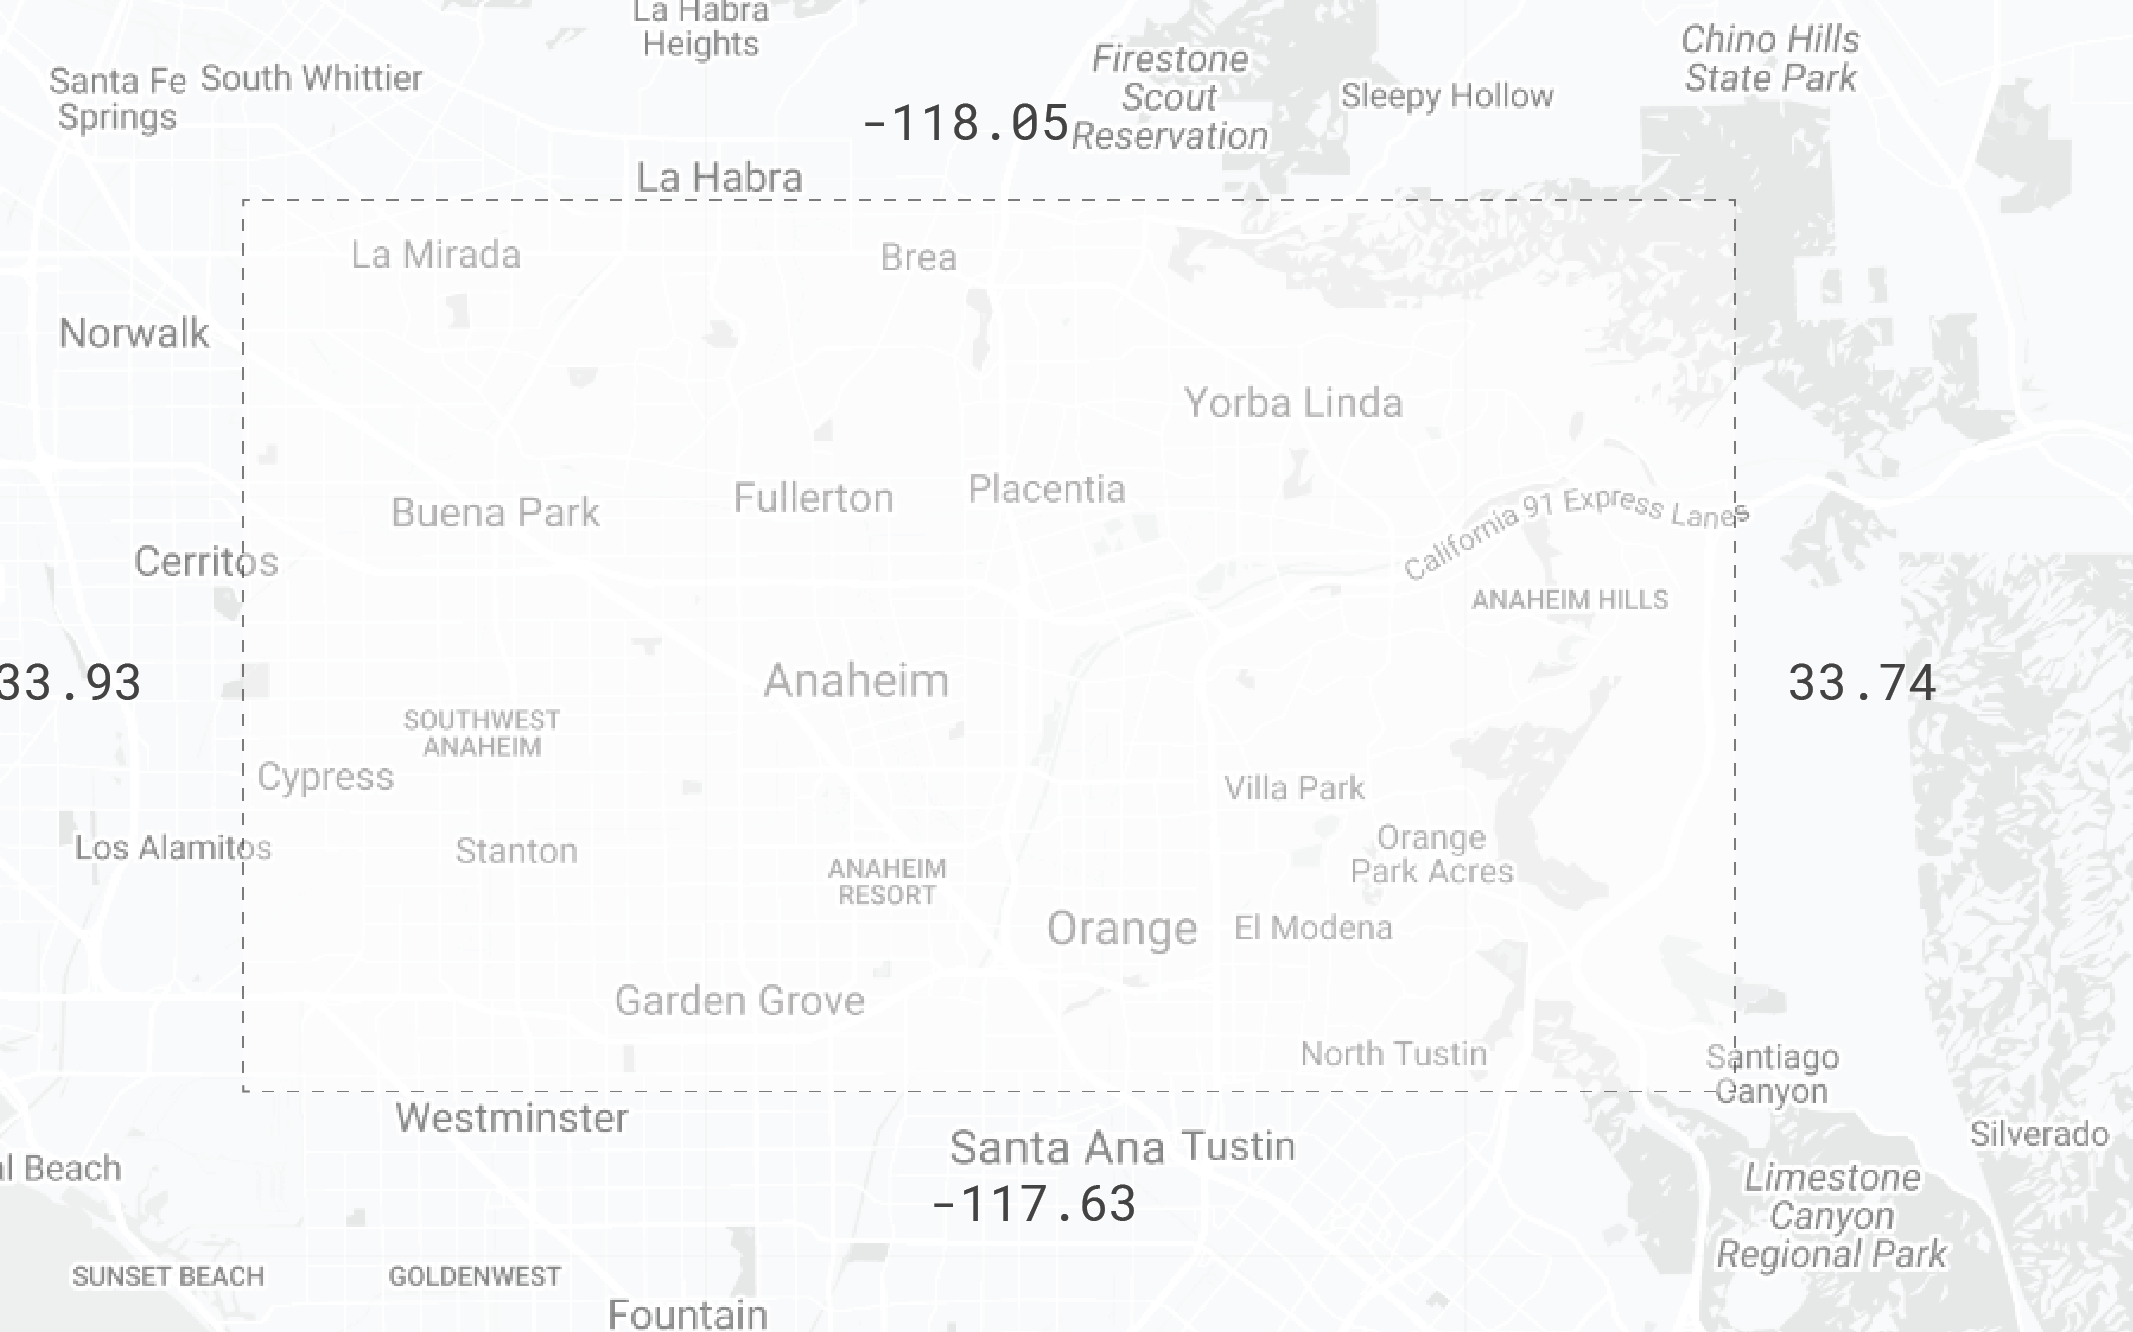 La Habra
Heights
Firestone
Scout
Reservation
Chino Hills
State Park
Santa Fe
Springs
South Whittier
Sleepy Hollow
-118.05
La Habra
La Mirada
Brea
Norwalk
Yorba Linda
Buena Park
Fullerton
Placentia
California 91 Express Lanes
Cerritos
ANAHEIM HILLS
33.93
Anaheim
33.74
SOUTHWEST
ANAHEIM
Cypress
Villa Park
Los Alamitos
Stanton
Orange
Park Acres
ANAHEIM
RESORT
Orange
El Modena
Garden Grove
North Tustin
Santiago
Canyon
Westminster
Santa Ana
Tustin
Silverado
al Beach
-117.63
Limestone
Canyon
Regional Park
SUNSET BEACH
GOLDENWEST
Fountain